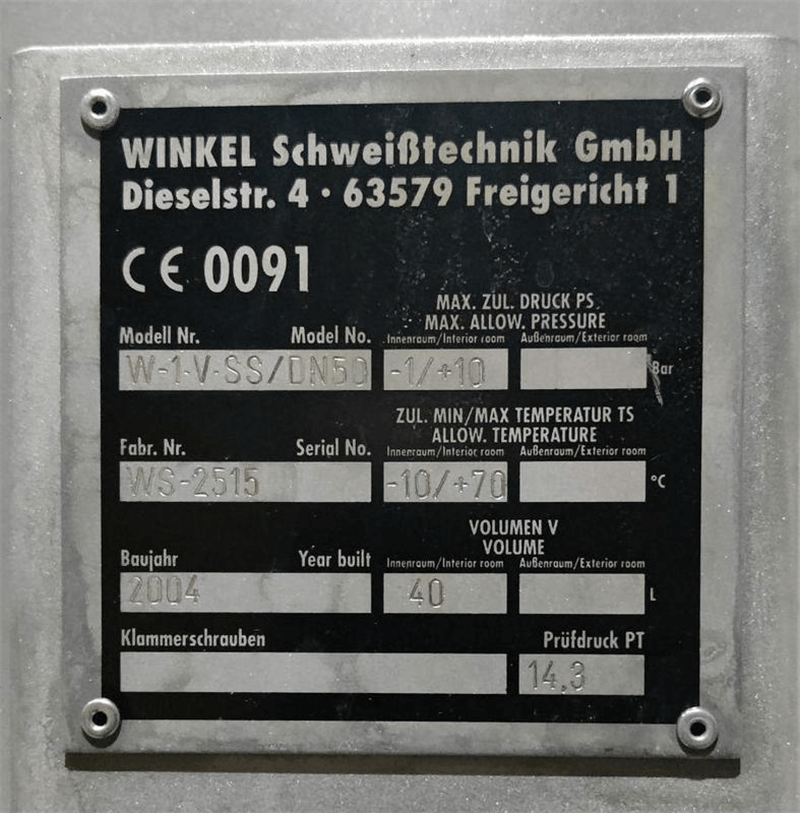 WINKEL Schweißtechnik GmbH
Dieselstr. 4 · 63579 Freigericht 1
CE 0091
MAX. ZUL. DRUCK PS
MAX. ALLOW. PRESSURE
Modell Nr. Model No. Innenraum/Interior room Außenraum/Exterior room
W-1-V-SS/DN50 -1/+10 Bar
ZUL. MIN/MAX TEMPERATUR TS
ALLOW. TEMPERATURE
Fabr. Nr. Serial No. Innenraum/Interior room Außenraum/Exterior room
WS-2515 -10/+70 °C
VOLUMEN V
VOLUME
Baujahr Year built Innenraum/Interior room Außenraum/Exterior room
2004 40 L
Klammerschrauben Prüfdruck PT
14,3